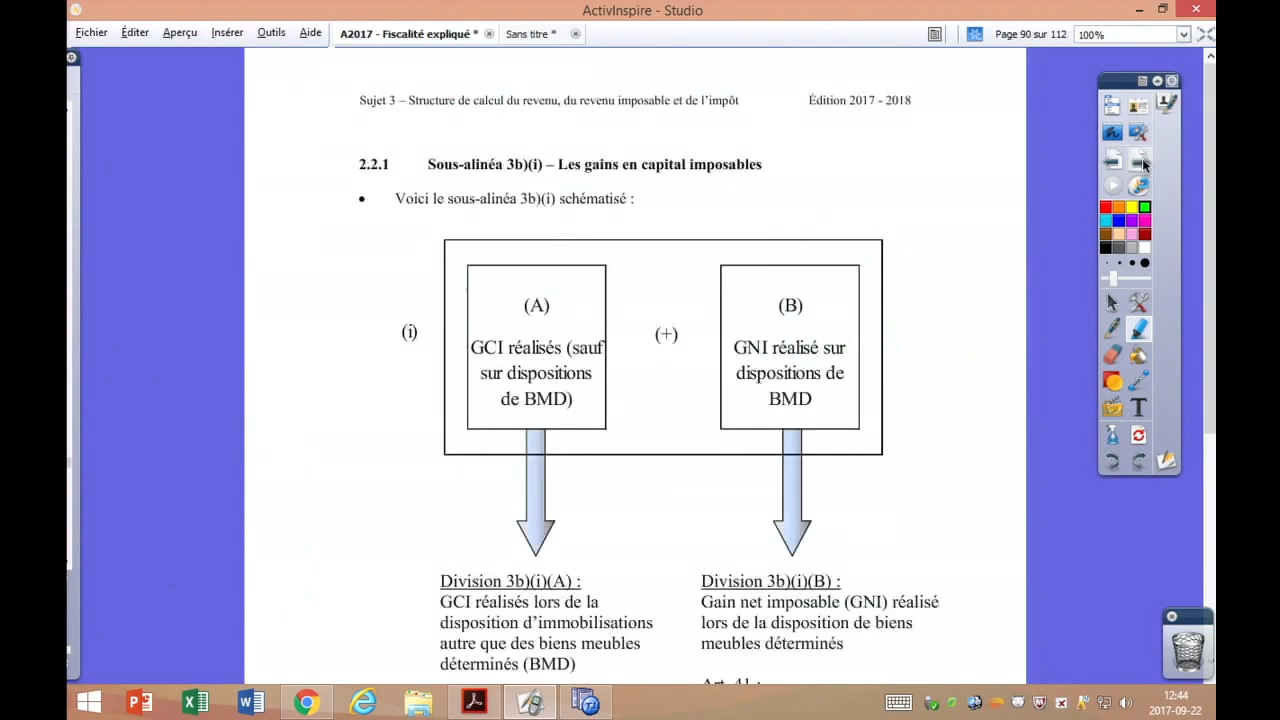 ActivInspire - Studio
Fichier Éditer Aperçu Insérer Outils Aide A2017 - Fiscalité expliqué * Sans titre * Page 90 sur 112 100%
Sujet 3 – Structure de calcul du revenu, du revenu imposable et de l’impôt Édition 2017 - 2018
2.2.1 Sous-alinéa 3b)(i) – Les gains en capital imposables
• Voici le sous-alinéa 3b)(i) schématisé :
(i)
(A)
GCI réalisés (sauf
sur dispositions
de BMD)
(+)
(B)
GNI réalisé sur
dispositions de
BMD
Division 3b)(i)(A) :
GCI réalisés lors de la
disposition d’immobilisations
autre que des biens meubles
déterminés (BMD)
Division 3b)(i)(B) :
Gain net imposable (GNI) réalisé
lors de la disposition de biens
meubles déterminés
Art. 41 :
12:44
2017-09-22